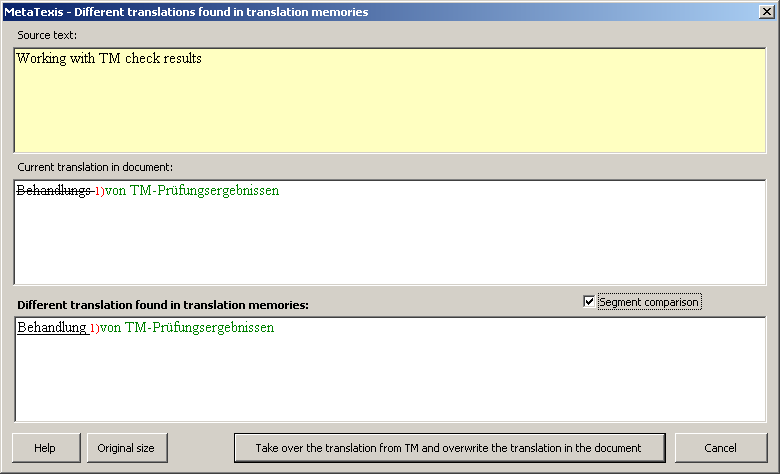 MetaTexis - Different translations found in translation memories
Source text:
Working with TM check results
Current translation in document:
Behandlungs 1)von TM-Prüfungsergebnissen
Different translation found in translation memories:
Segment comparison
Behandlung 1)von TM-Prüfungsergebnissen
Help
Original size
Take over the translation from TM and overwrite the translation in the document
Cancel